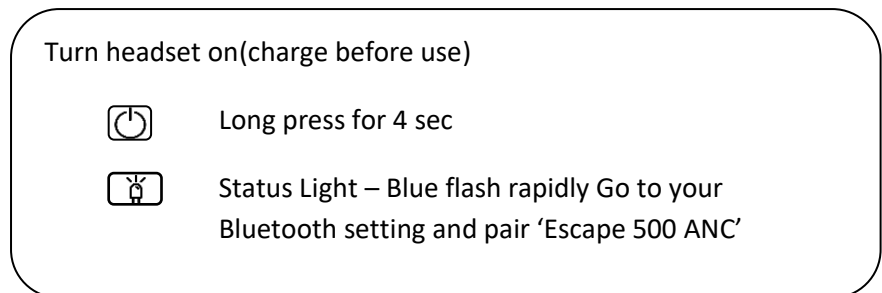 Turn headset on(charge before use)
Long press for 4 sec
Status Light – Blue flash rapidly Go to your
Bluetooth setting and pair ‘Escape 500 ANC’